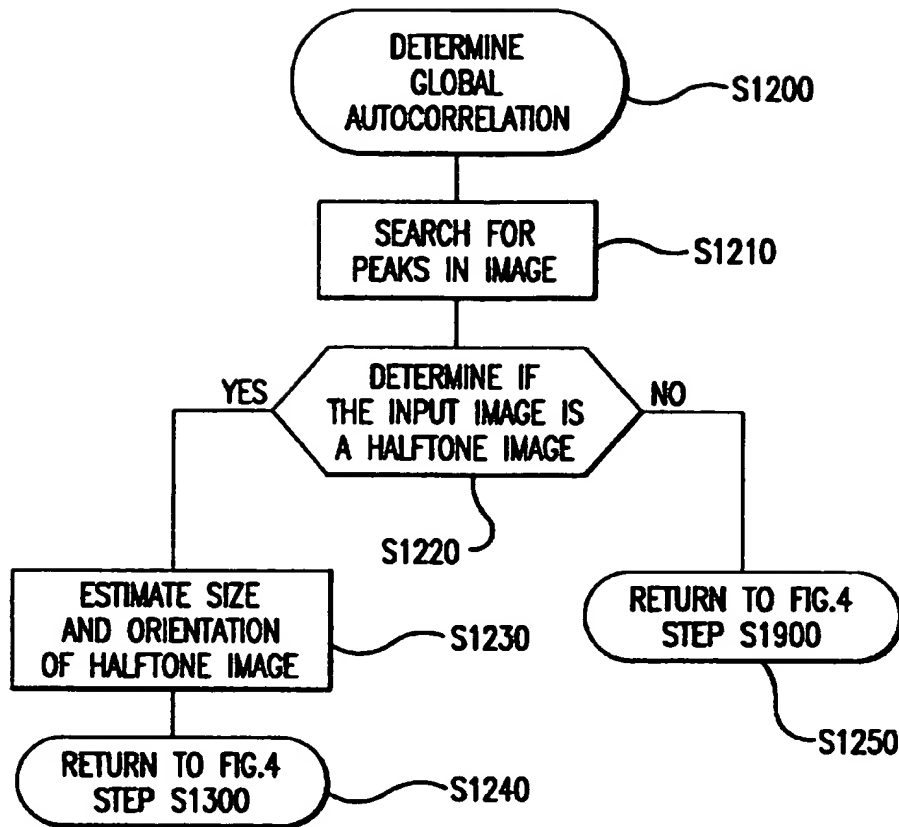 DETERMINE
GLOBAL
AUTOCORRELATION
S1200
SEARCH FOR
PEAKS IN IMAGE
S1210
YES
DETERMINE IF
THE INPUT IMAGE IS
A HALFTONE IMAGE
NO
S1220
ESTIMATE SIZE
AND ORIENTATION
OF HALFTONE IMAGE
S1230
RETURN TO FIG.4
STEP S1900
S1250
RETURN TO FIG.4
STEP S1300
S1240